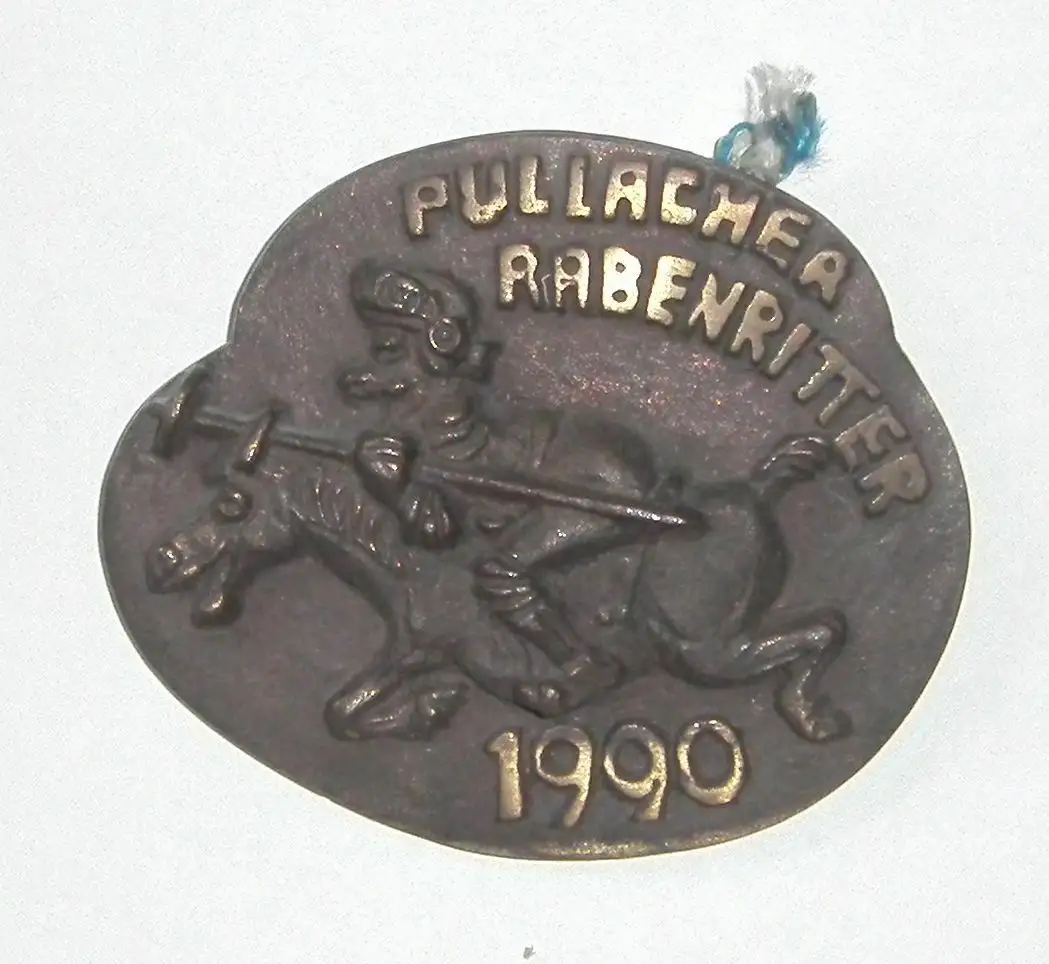 PULLACHER
RABENRITTER
1990